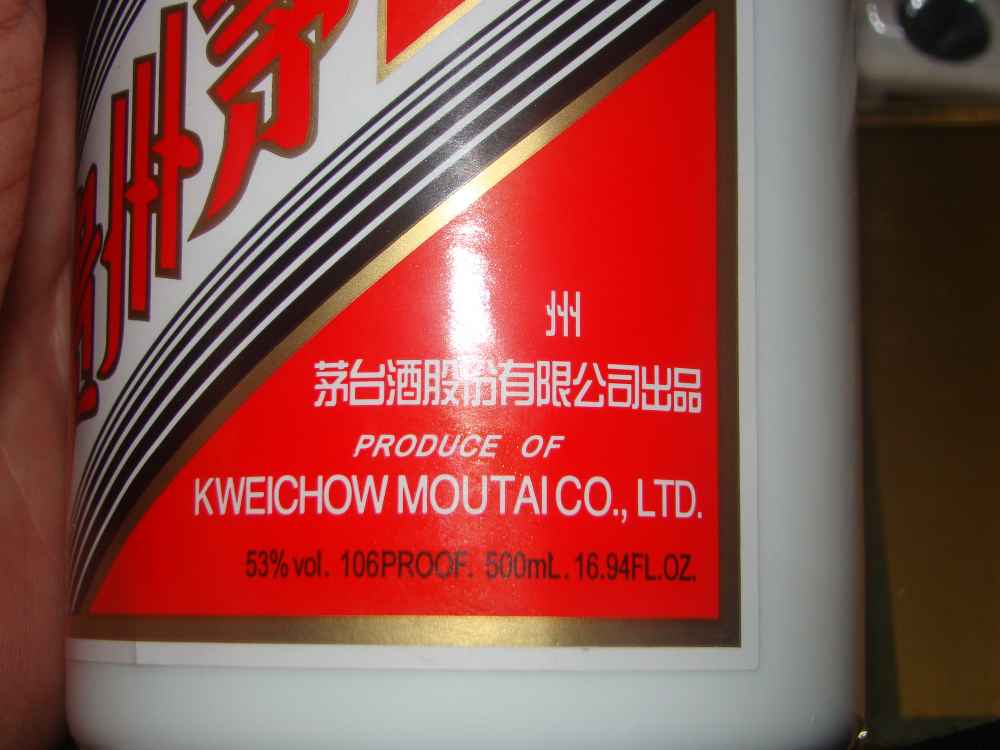 贵州茅
州
茅台酒股份有限公司出品
PRODUCE OF
KWEICHOW MOUTAI CO., LTD.
53% vol. 106PROOF. 500mL. 16.94FL.OZ.